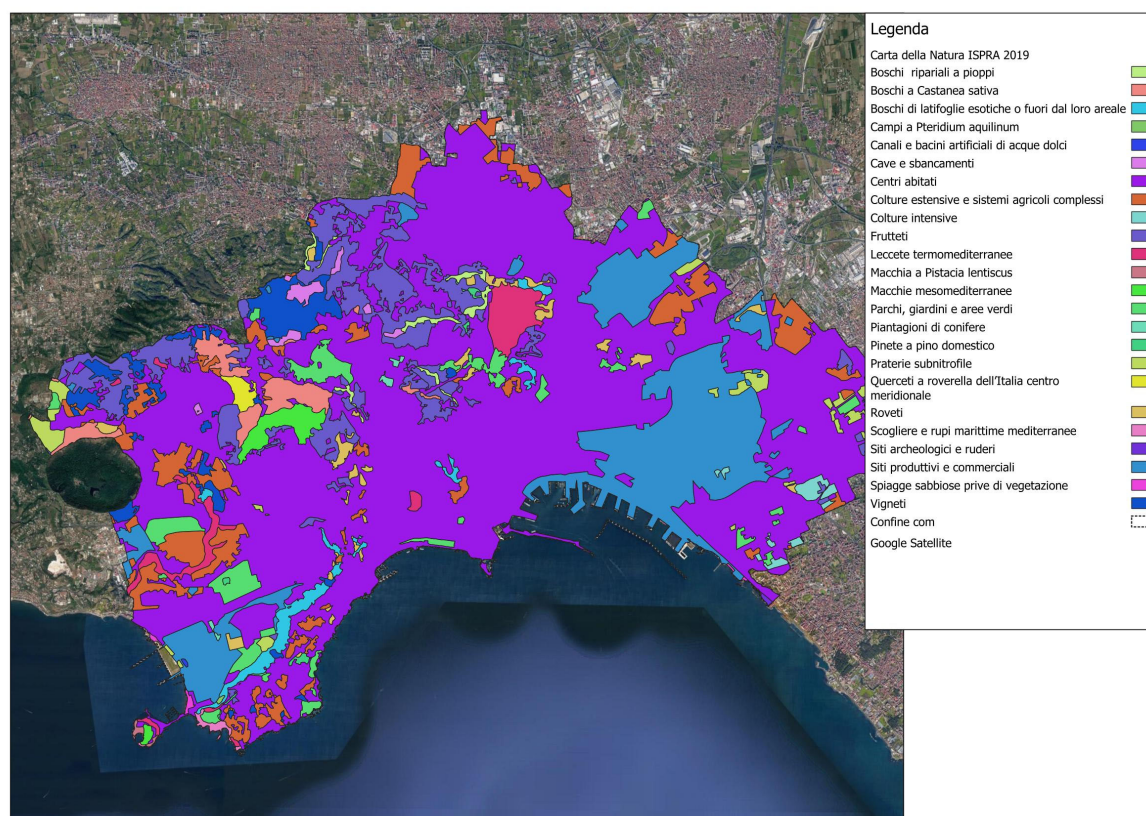 Legenda
Carta della Natura ISPRA 2019
Boschi ripariali a pioppi
Boschi a Castanea sativa
Boschi di latifoglie esotiche o fuori dal loro areale
Campi a Pteridium aquilinum
Canali e bacini artificiali di acque dolci
Cave e sbancamenti
Centri abitati
Colture estensive e sistemi agricoli complessi
Colture intensive
Frutteti
Leccete termomediterranee
Macchia a Pistacia lentiscus
Macchie mesomediterranee
Parchi, giardini e aree verdi
Piantagioni di conifere
Pinete a pino domestico
Praterie subnitrofile
Querceti a roverella dell'Italia centro
meridionale
Roveti
Scogliere e rupi marittime mediterranee
Siti archeologici e ruderi
Siti produttivi e commerciali
Spiagge sabbiose prive di vegetazione
Vigneti
Confine com
Google Satellite